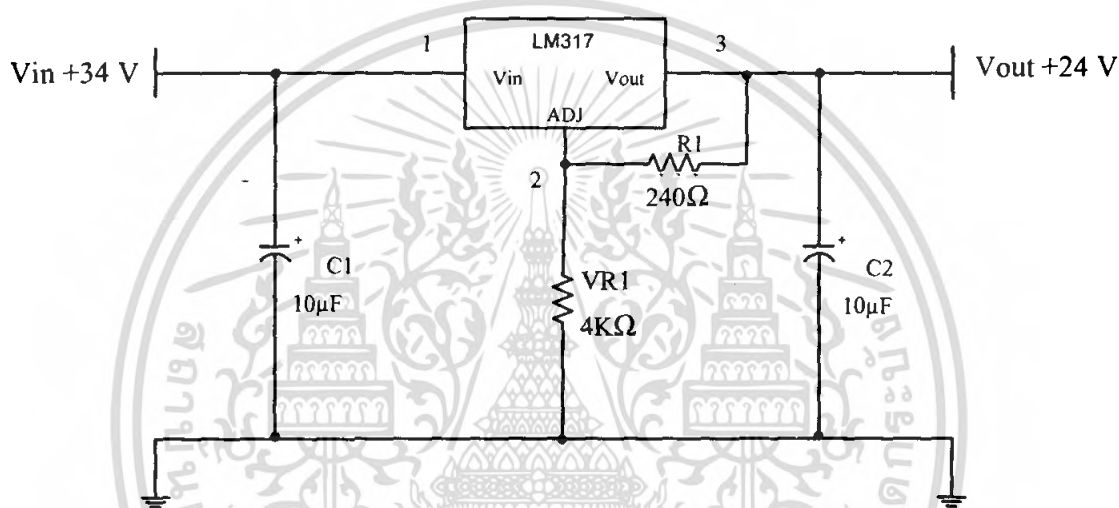 1
LM317
3
Vin +34 V
Vin
Vout
Vout +24 V
ADJ
R1
2
240Ω
+
+
C1
VR1
C2
10µF
4KΩ
10µF